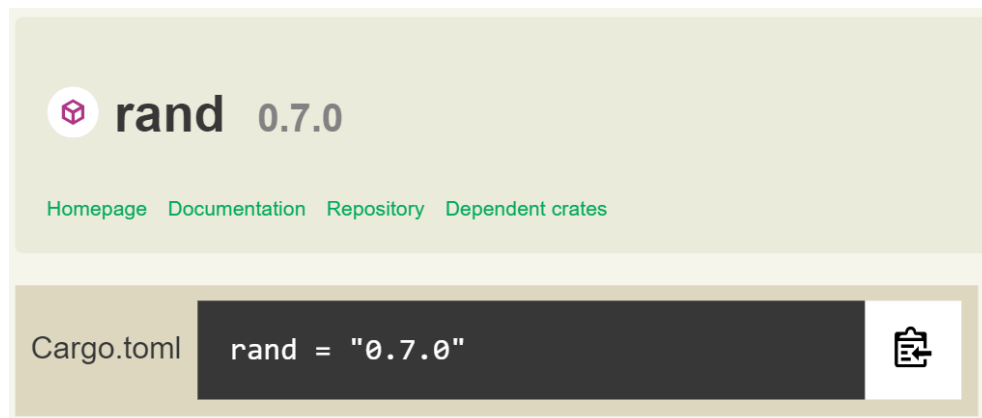 rand 0.7.0
Homepage Documentation Repository Dependent crates
Cargo.toml rand = "0.7.0"